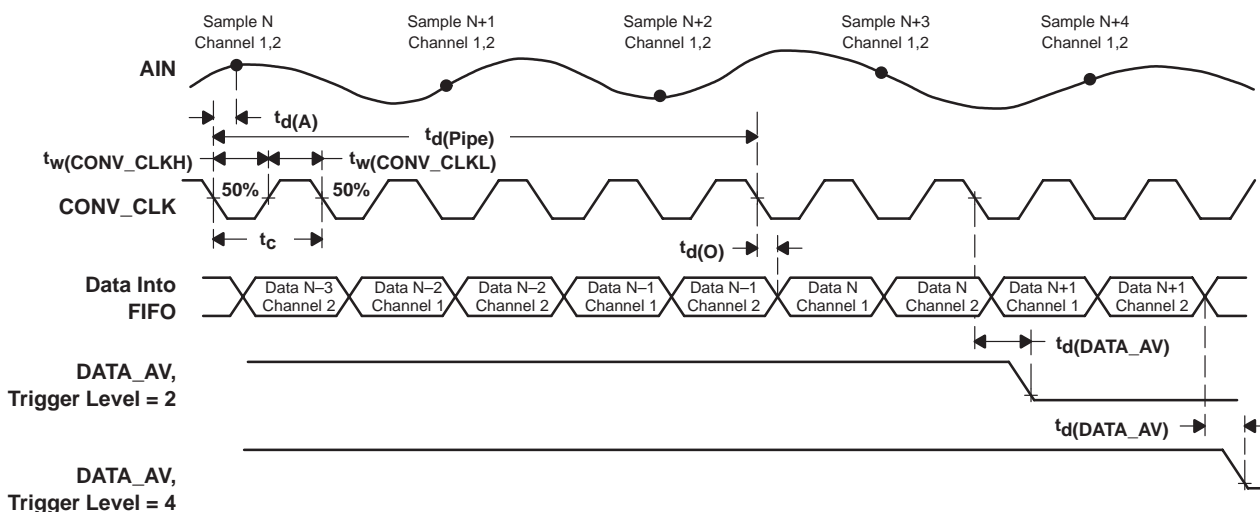 Sample N
Channel 1,2
Sample N+1
Channel 1,2
Sample N+2
Channel 1,2
Sample N+3
Channel 1,2
Sample N+4
Channel 1,2
AIN
td(A)
td(Pipe)
tw(CONV_CLKH)
tw(CONV_CLKL)
50%
50%
CONV_CLK
tc
td(O)
Data Into
FIFO
Data N–3
Channel 2
Data N–2
Channel 1
Data N–2
Channel 2
Data N–1
Channel 1
Data N–1
Channel 2
Data N
Channel 1
Data N
Channel 2
Data N+1
Channel 1
Data N+1
Channel 2
td(DATA_AV)
DATA_AV,
Trigger Level = 2
td(DATA_AV)
DATA_AV,
Trigger Level = 4